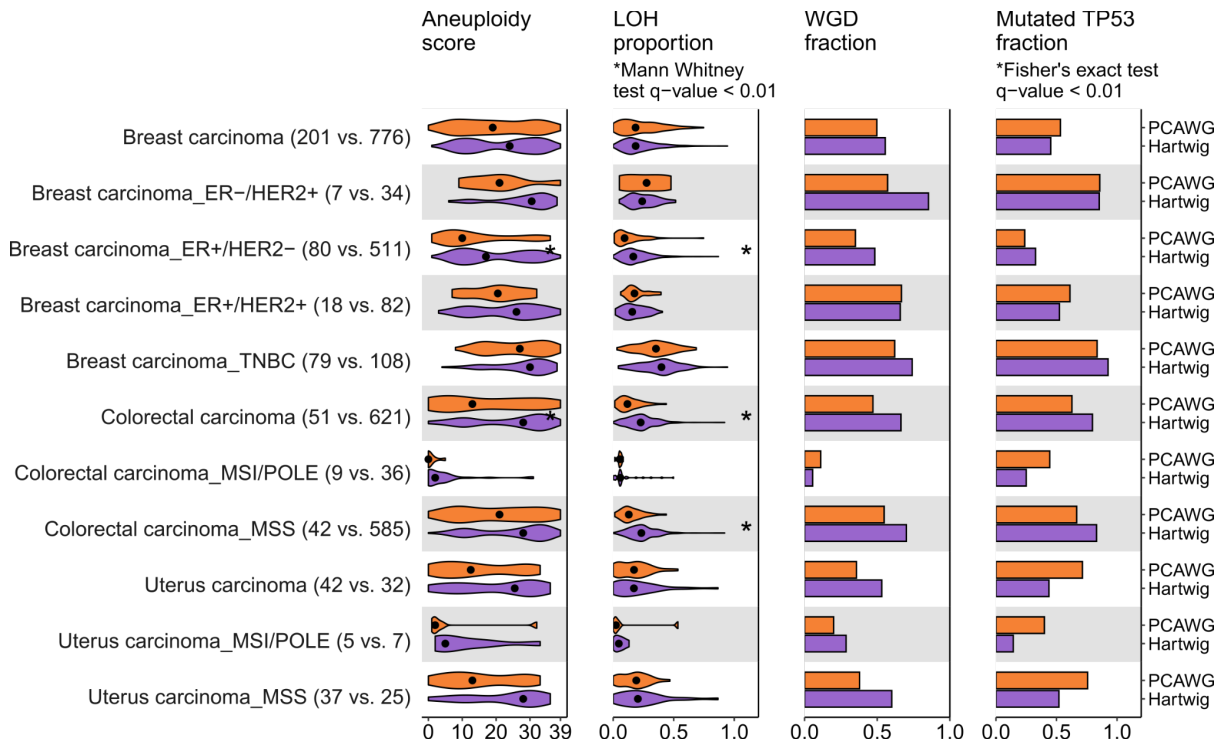 Aneuploidy
score
LOH
proportion
*Mann Whitney
test q−value < 0.01
WGD
fraction
Mutated TP53
fraction
*Fisher's exact test
q−value < 0.01
Breast carcinoma (201 vs. 776)
PCAWG
Hartwig
Breast carcinoma_ER−/HER2+ (7 vs. 34)
PCAWG
Hartwig
Breast carcinoma_ER+/HER2− (80 vs. 511)
* *
PCAWG
Hartwig
Breast carcinoma_ER+/HER2+ (18 vs. 82)
PCAWG
Hartwig
Breast carcinoma_TNBC (79 vs. 108)
PCAWG
Hartwig
Colorectal carcinoma (51 vs. 621)
* *
PCAWG
Hartwig
Colorectal carcinoma_MSI/POLE (9 vs. 36)
PCAWG
Hartwig
Colorectal carcinoma_MSS (42 vs. 585)
*
PCAWG
Hartwig
Uterus carcinoma (42 vs. 32)
PCAWG
Hartwig
Uterus carcinoma_MSI/POLE (5 vs. 7)
PCAWG
Hartwig
Uterus carcinoma_MSS (37 vs. 25)
PCAWG
Hartwig
0 10 20 30 39 0.0 0.5 1.0 0.0 0.5 1.0 0.0 0.5 1.0